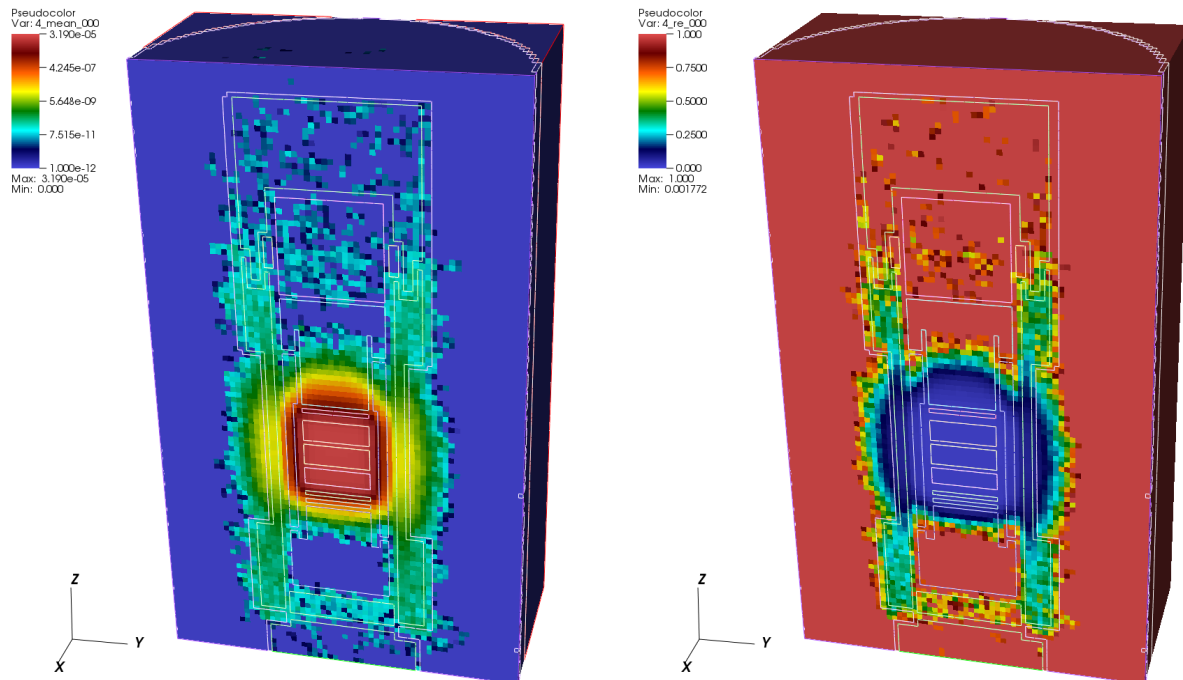 Pseudocolor
Var: 4_mean_000
3.190e-05
4.245e-07
5.648e-09
7.515e-11
1.000e-12
Max: 3.190e-05
Min: 0.000
Z
Y
X
Pseudocolor
Var: 4_re_000
1.000
0.7500
0.5000
0.2500
0.000
Max: 1.000
Min: 0.001772
Z
Y
X